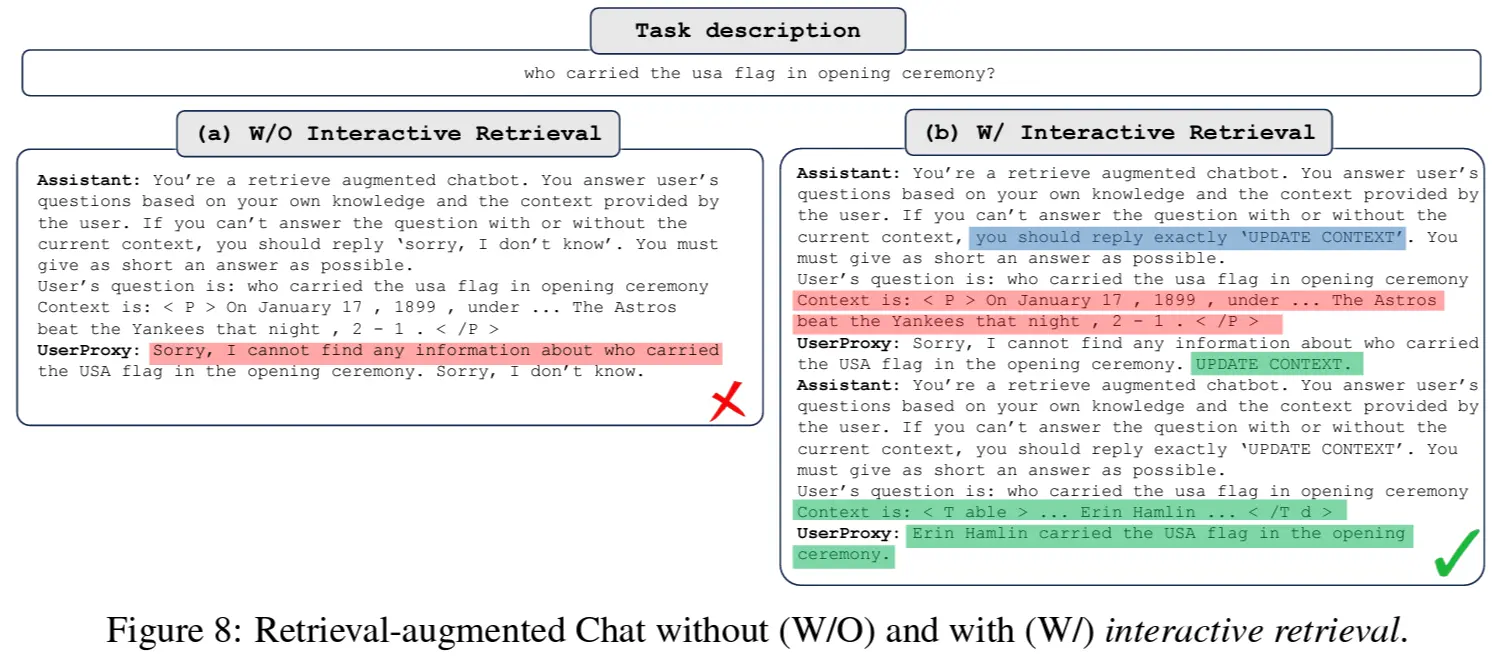 Task description
who carried the usa flag in opening ceremony?
(a) W/O Interactive Retrieval
Assistant: You’re a retrieve augmented chatbot. You answer user’s
questions based on your own knowledge and the context provided by
the user. If you can’t answer the question with or without the
current context, you should reply ‘sorry, I don’t know’. You must
give as short an answer as possible.
User’s question is: who carried the usa flag in opening ceremony
Context is: < P > On January 17 , 1899 , under ... The Astros
beat the Yankees that night , 2 - 1 . < /P >
UserProxy: Sorry, I cannot find any information about who carried
the USA flag in the opening ceremony. Sorry, I don’t know.
(b) W/ Interactive Retrieval
Assistant: You’re a retrieve augmented chatbot. You answer user’s
questions based on your own knowledge and the context provided by
the user. If you can’t answer the question with or without the
current context, you should reply exactly ‘UPDATE CONTEXT’. You
must give as short an answer as possible.
User’s question is: who carried the usa flag in opening ceremony
Context is: < P > On January 17 , 1899 , under ... The Astros
beat the Yankees that night , 2 - 1 . < /P >
UserProxy: Sorry, I cannot find any information about who carried
the USA flag in the opening ceremony. UPDATE CONTEXT.
Assistant: You’re a retrieve augmented chatbot. You answer user’s
questions based on your own knowledge and the context provided by
the user. If you can’t answer the question with or without the
current context, you should reply exactly ‘UPDATE CONTEXT’. You
must give as short an answer as possible.
User’s question is: who carried the usa flag in opening ceremony
Context is: < T able > ... Erin Hamlin ... < /T d >
UserProxy: Erin Hamlin carried the USA flag in the opening
ceremony.
Figure 8: Retrieval-augmented Chat without (W/O) and with (W/) interactive retrieval.